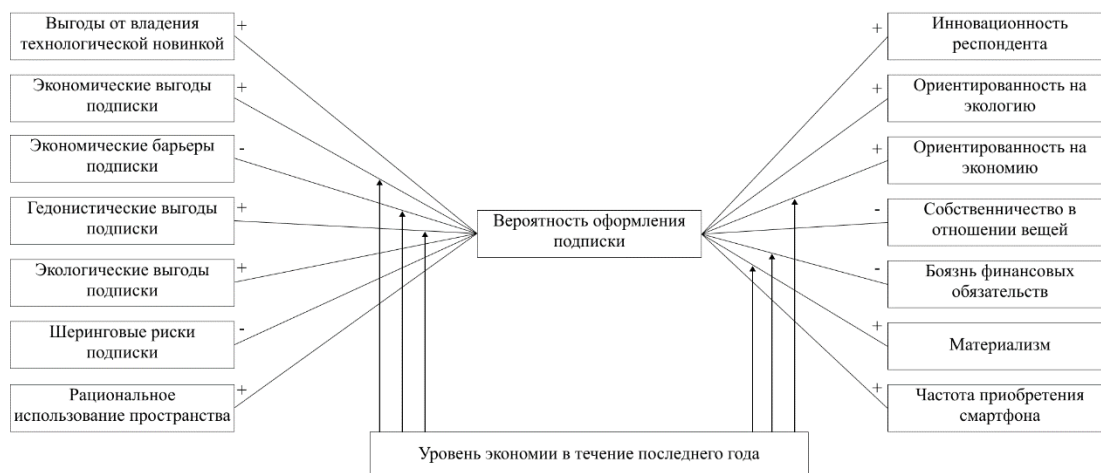 Выгоды от владения
технологической новинкой
+
Экономические выгоды
подписки
+
Экономические барьеры
подписки
-
Гедонистические выгоды
подписки
+
Экологические выгоды
подписки
+
Шеринговые риски
подписки
-
Рациональное
использование пространства
+
Вероятность оформления
подписки
+
Инновационность
респондента
+
Ориентированность на
экологию
+
Ориентированность на
экономию
-
Собственничество в
отношении вещей
-
Боязнь финансовых
обязательств
+
Материализм
+
Частота приобретения
смартфона
Уровень экономии в течение последнего года